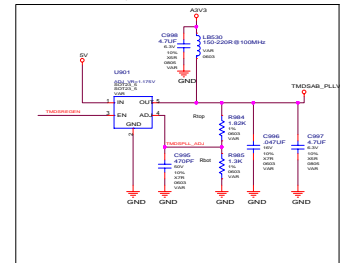 A3V3
C998
4.7UF
6.3V
10%
X5R
0805
VAR
LB530
150-220R@100MHz
VAR
0603
GND
5V
U901
ADJ_VR=1.176V
SOT23_5
SOT23_5
VAR
TMDSAB_PLLV
1
IN
OUT
5
TMDSREGEN
3
EN
ADJ
4
GND
2
Rtop
R984
1.82K
1%
0603
VAR
TMDSPLL_ADJ
C995
470PF
50V
10%
X7R
0603
VAR
Rbot
R985
1.3K
1%
0603
VAR
C996
.047UF
16V
10%
X7R
0603
VAR
C997
4.7UF
6.3V
10%
X5R
0805
VAR
GND
GND
GND
GND
GND